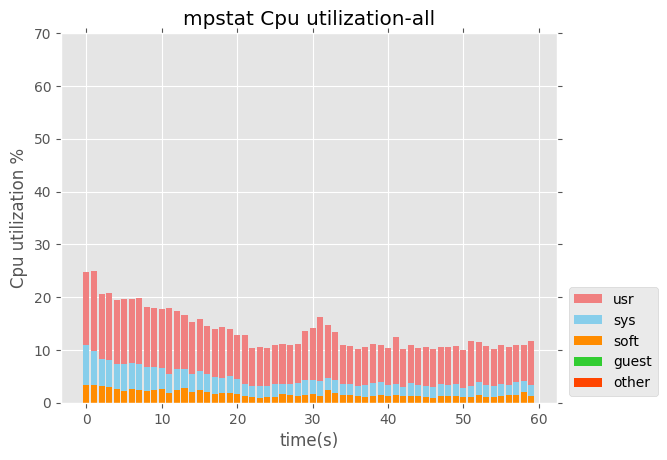 mpstat Cpu utilization-all
Cpu utilization %
70
60
50
40
30
20
10
0
0 10 20 30 40 50 60
time(s)
usr
sys
soft
guest
other